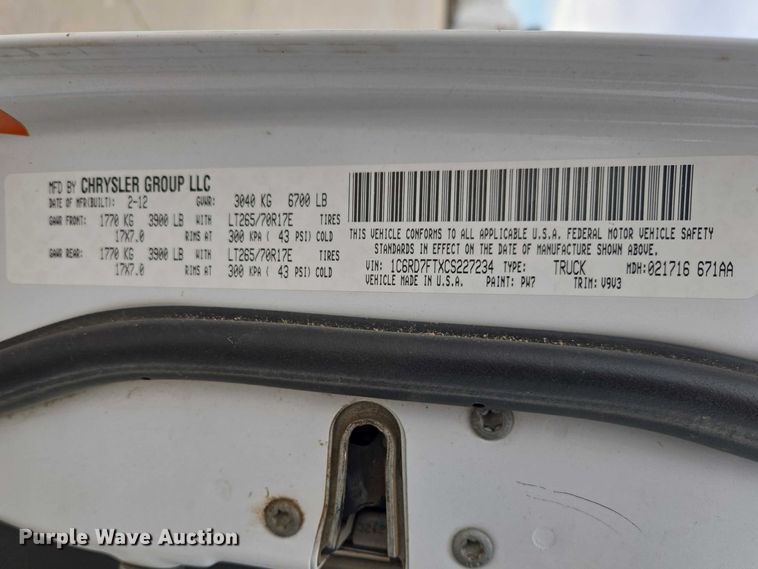 MFD BY CHRYSLER GROUP LLC
DATE OF MFR(BUILT): 2-12 GVWR: 3040 KG 6700 LB
GAWR FRONT: 1770 KG 3900 LB WITH LT265/70R17E TIRES
17X7.0 RIMS AT 300 KPA ( 43 PSI) COLD
GAWR REAR: 1770 KG 3900 LB WITH LT265/70R17E TIRES
17X7.0 RIMS AT 300 KPA ( 43 PSI) COLD
THIS VEHICLE CONFORMS TO ALL APPLICABLE U.S.A. FEDERAL MOTOR VEHICLE SAFETY
STANDARDS IN EFFECT ON THE DATE OF MANUFACTURE SHOWN ABOVE.
VIN: 1C6RD7FTXCS227234 TYPE: TRUCK MDH: 021716 671AA
VEHICLE MADE IN U.S.A. PAINT: PW7 TRIM: V9V3
Purple Wave Auction